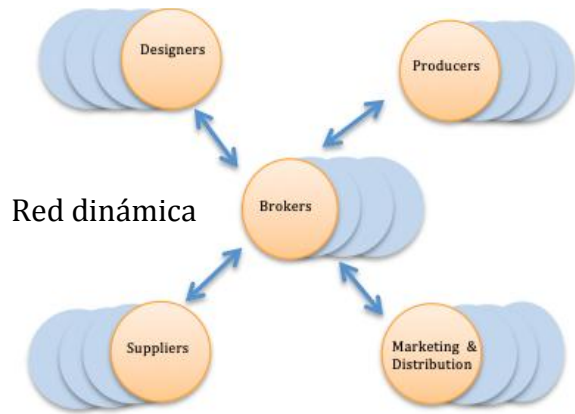 Designers
Producers
Red dinámica
Brokers
Suppliers
Marketing &
Distribution